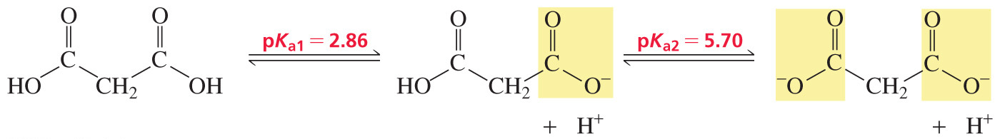 O O O O O O
pKa1 = 2.86 pKa2 = 5.70
C C C C C C
HO CH2 OH HO CH2 O− −O CH2 O−
+ H+ + H+